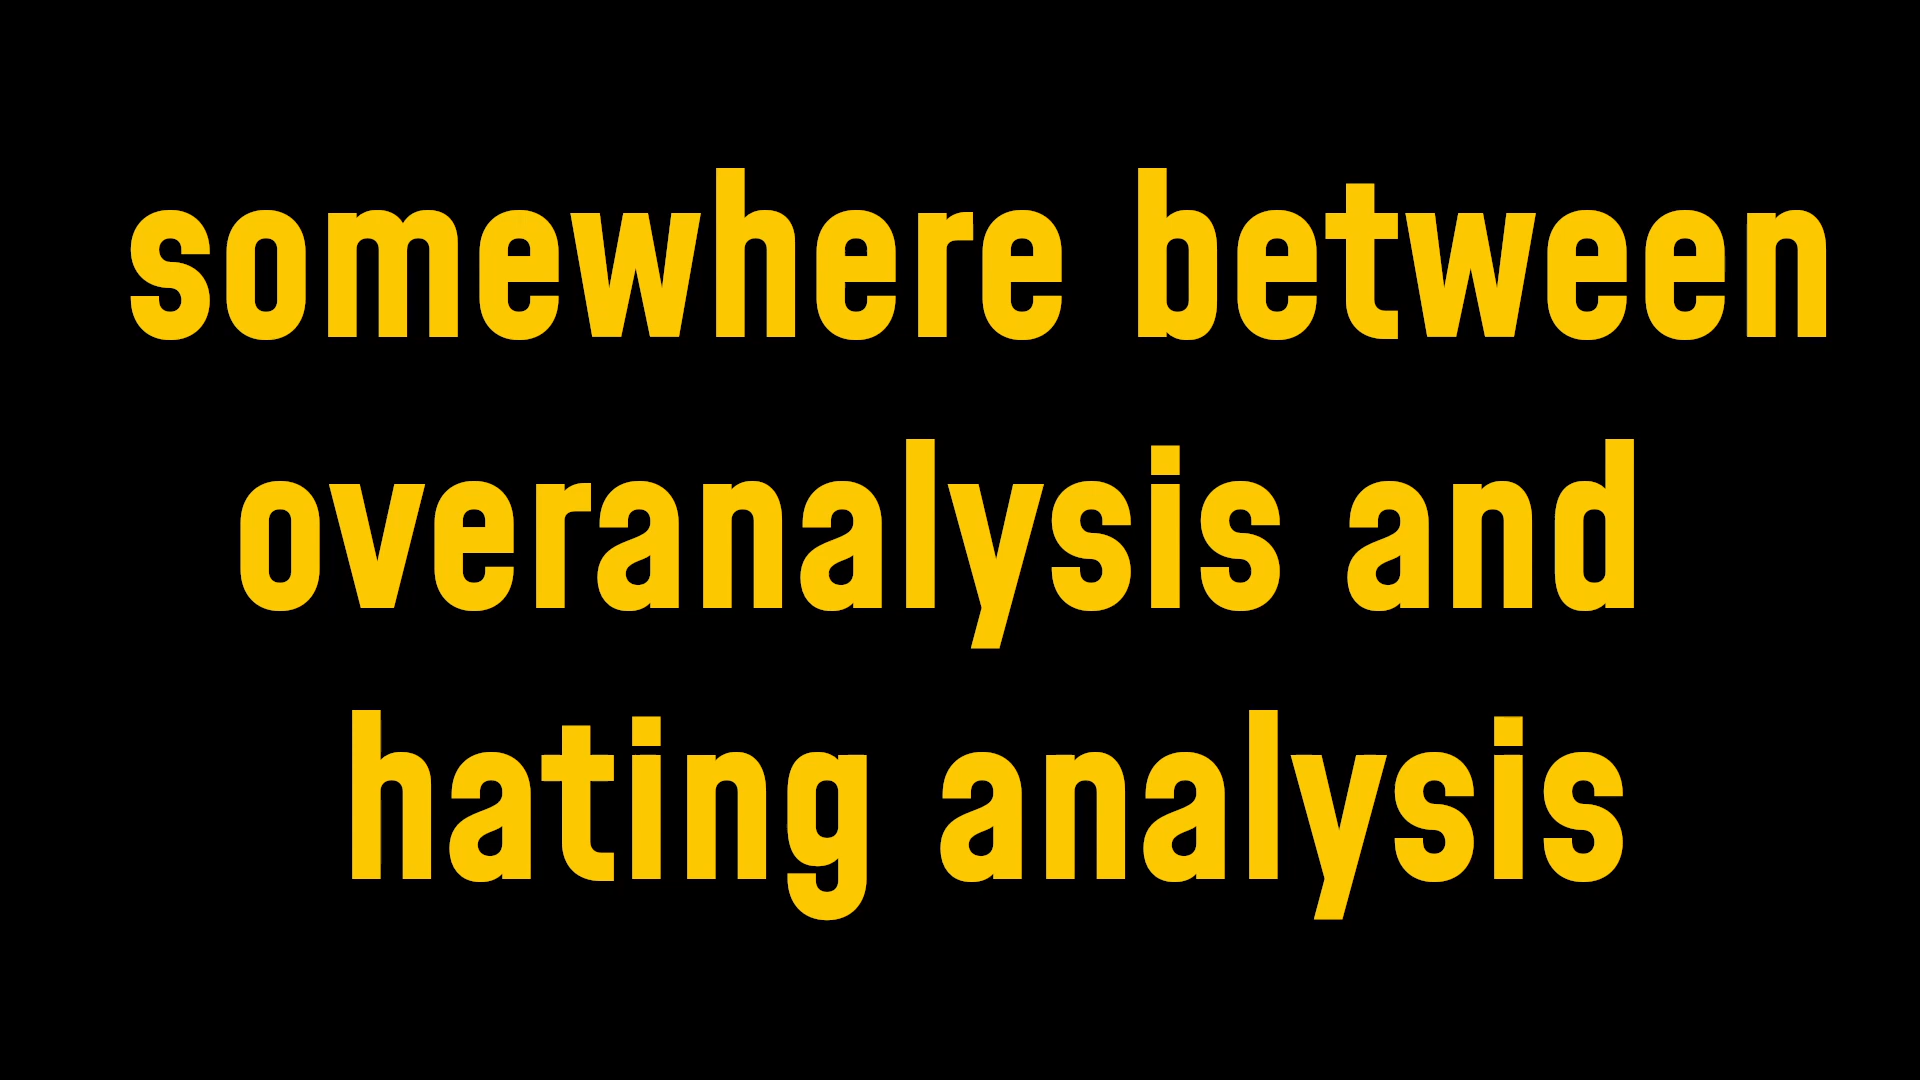 somewhere between
overanalysis and
hating analysis